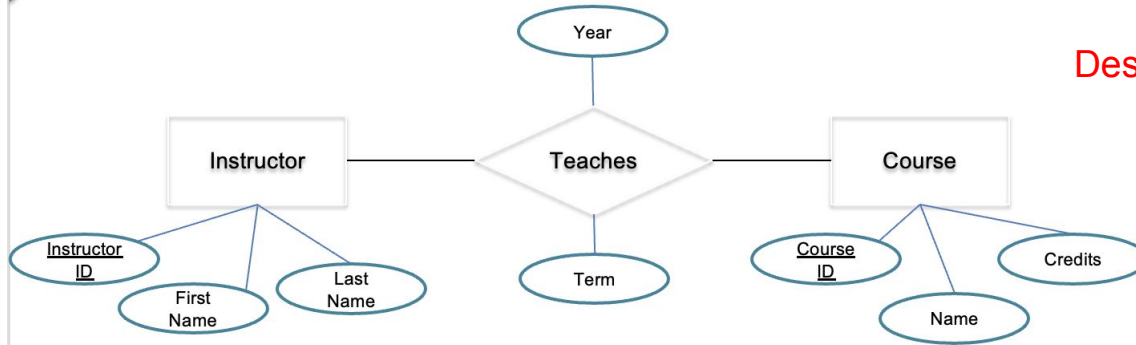 Year
Des
Instructor
Teaches
Course
Instructor
ID
First
Name
Last
Name
Term
Course
ID
Name
Credits